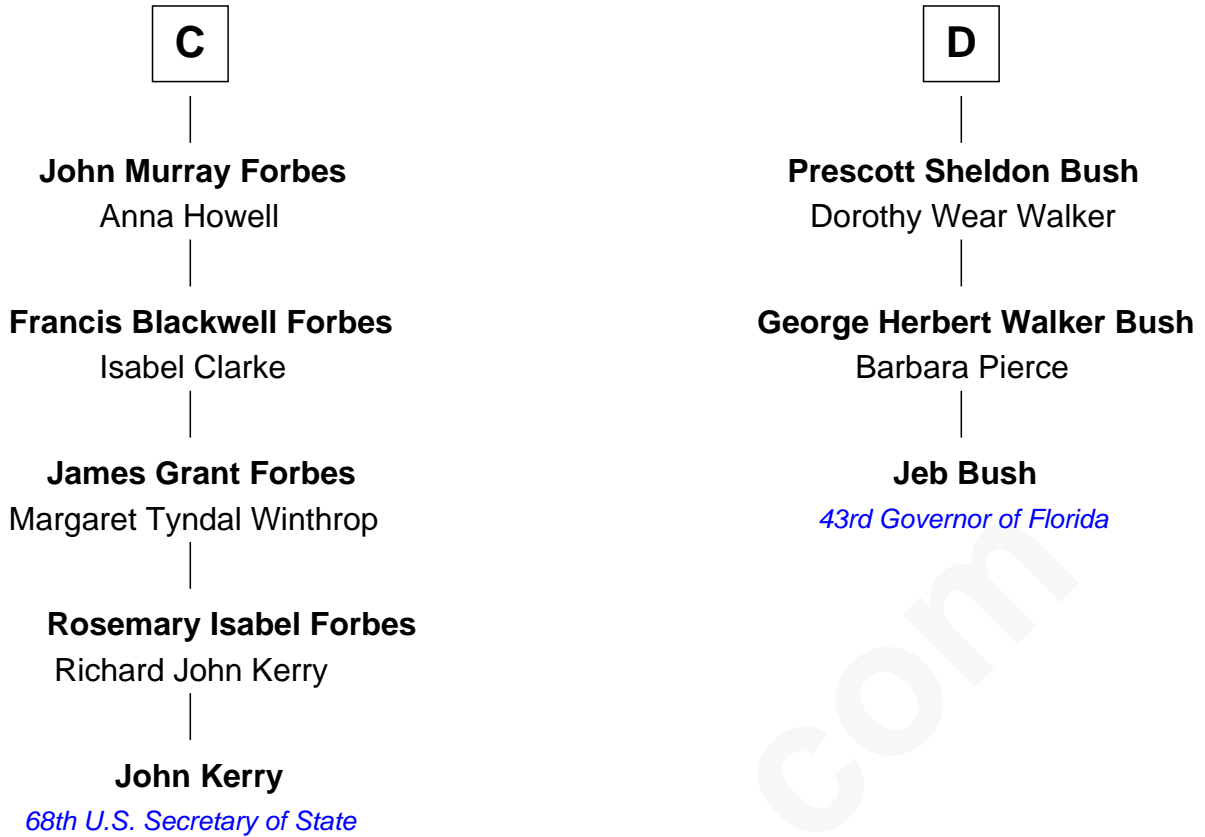 C
John Murray Forbes
Anna Howell
Francis Blackwell Forbes
Isabel Clarke
James Grant Forbes
Margaret Tyndal Winthrop
Rosemary Isabel Forbes
Richard John Kerry
John Kerry
68th U.S. Secretary of State
D
Prescott Sheldon Bush
Dorothy Wear Walker
George Herbert Walker Bush
Barbara Pierce
Jeb Bush
43rd Governor of Florida
com